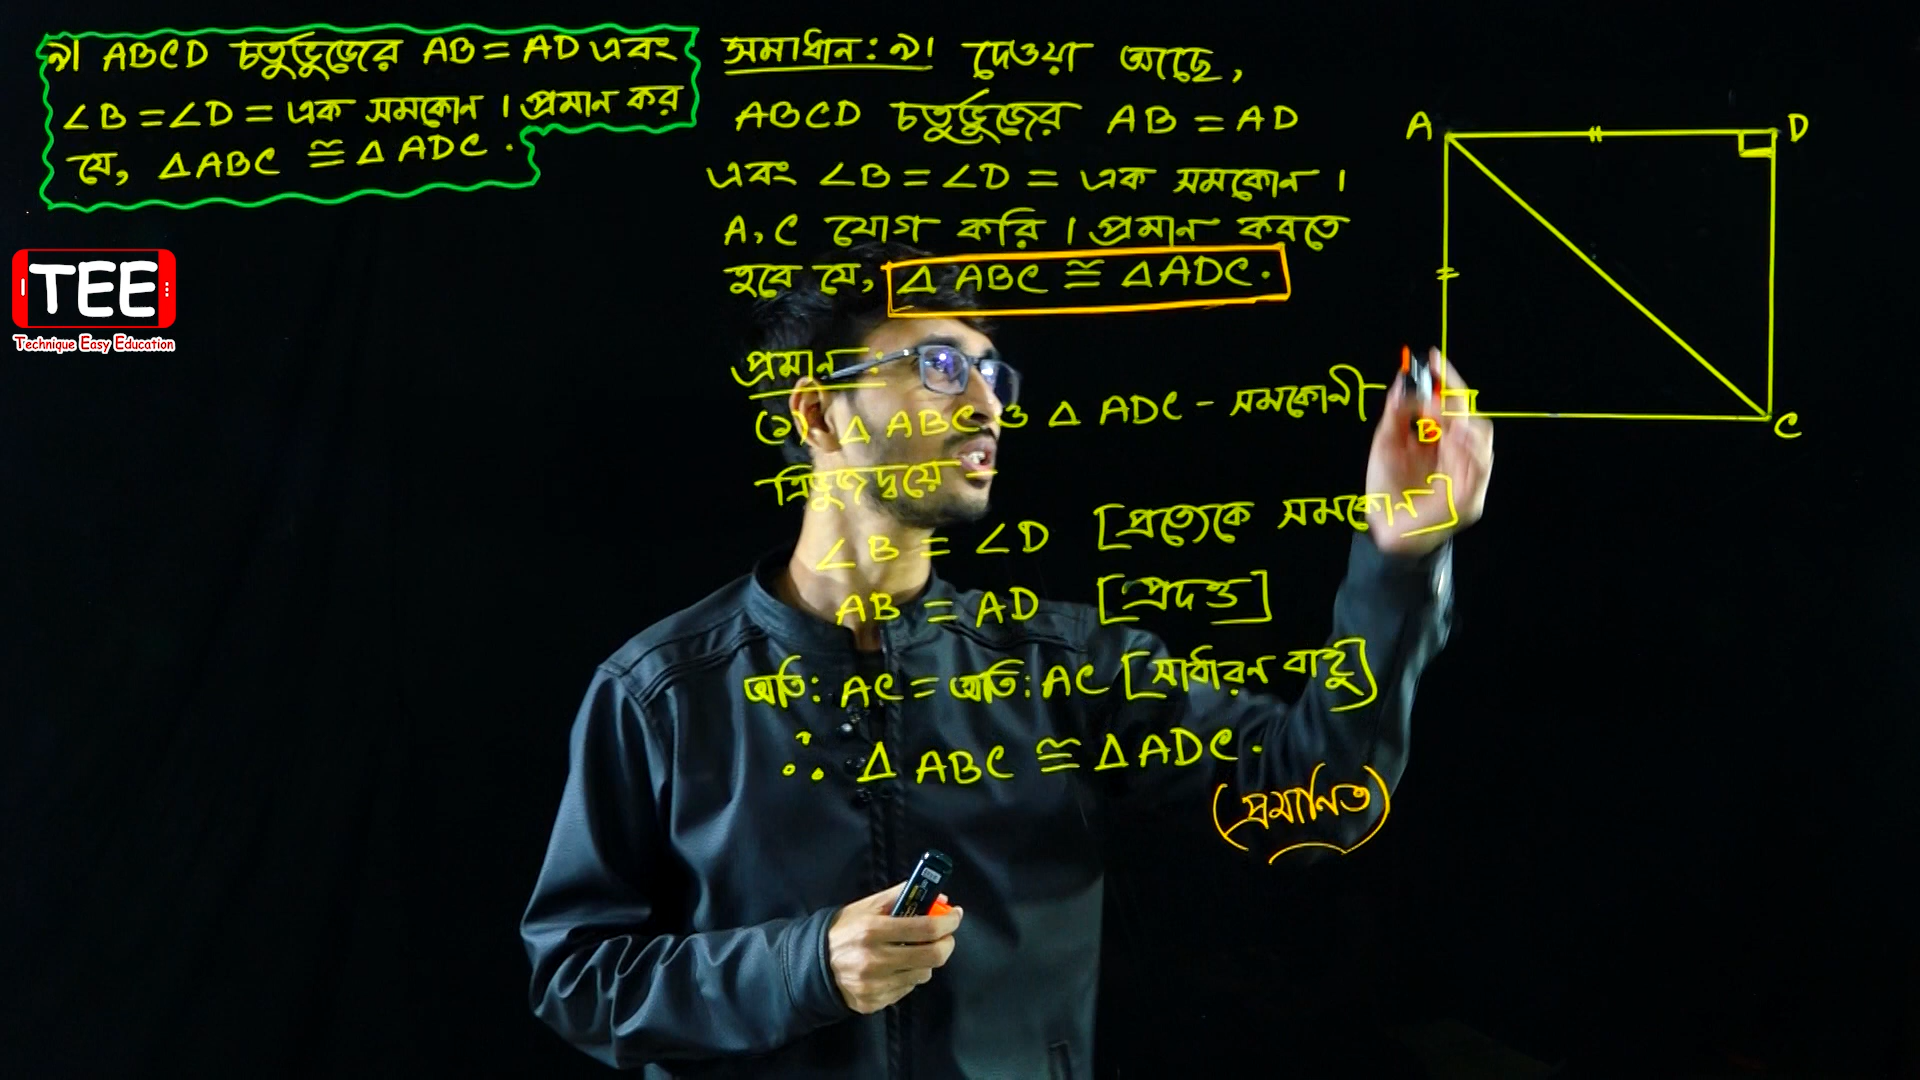 ৯। ABCD চতুর্ভুজের AB = AD এবং
∠B = ∠D = এক সমকোন । প্রমান কর
যে, △ABC ≅ △ADC .
TEE
Technique Easy Education
সমাধান : ৯। দেওয়া আছে,
ABCD চতুর্ভুজের AB = AD
এবং ∠B = ∠D = এক সমকোন ।
A, C যোগ করি । প্রমান করতে
হবে যে, △ABC ≅ △ADC .
প্রমান :
(১) △ABC ও △ADC - সমকোনী
ত্রিভুজদ্বয়ে -
∠B = ∠D [প্রত্যেকে সমকোন]
AB = AD [প্রদত্ত]
অতি: AC = অতি: AC [সাধারন বাহু]
∴ △ABC ≅ △ADC .
(প্রমানিত)
A
D
B
C